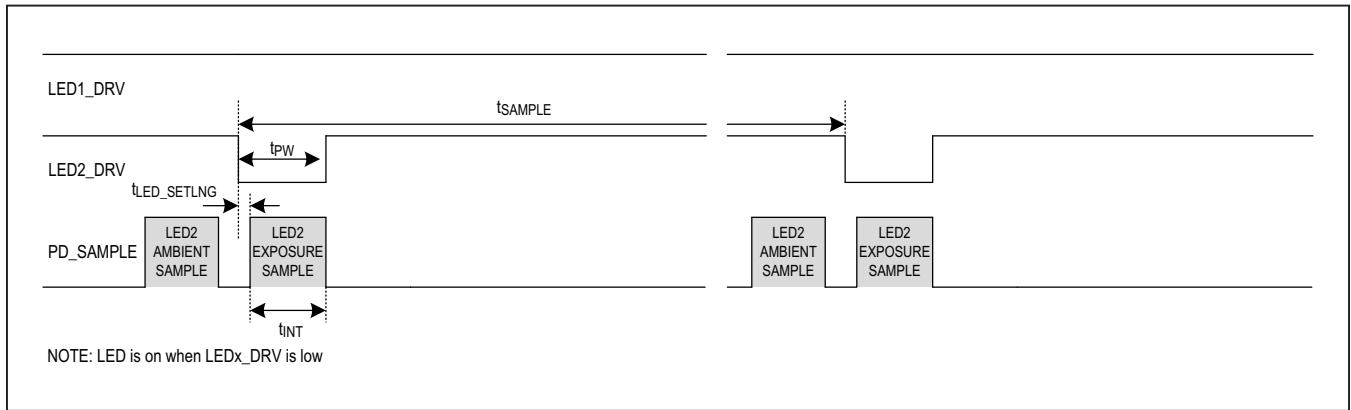 LED1_DRV
tSAMPLE
tPW
LED2_DRV
tLED_SETLNG
PD_SAMPLE
LED2
AMBIENT
SAMPLE
LED2
EXPOSURE
SAMPLE
LED2
AMBIENT
SAMPLE
LED2
EXPOSURE
SAMPLE
tINT
NOTE: LED is on when LEDx_DRV is low